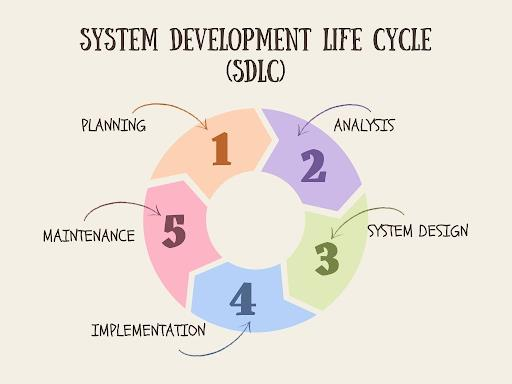 SYSTEM DEVELOPMENT LIFE CYCLE
(SDLC)
PLANNING
1
ANALYSIS
2
SYSTEM DESIGN
3
IMPLEMENTATION
4
MAINTENANCE
5